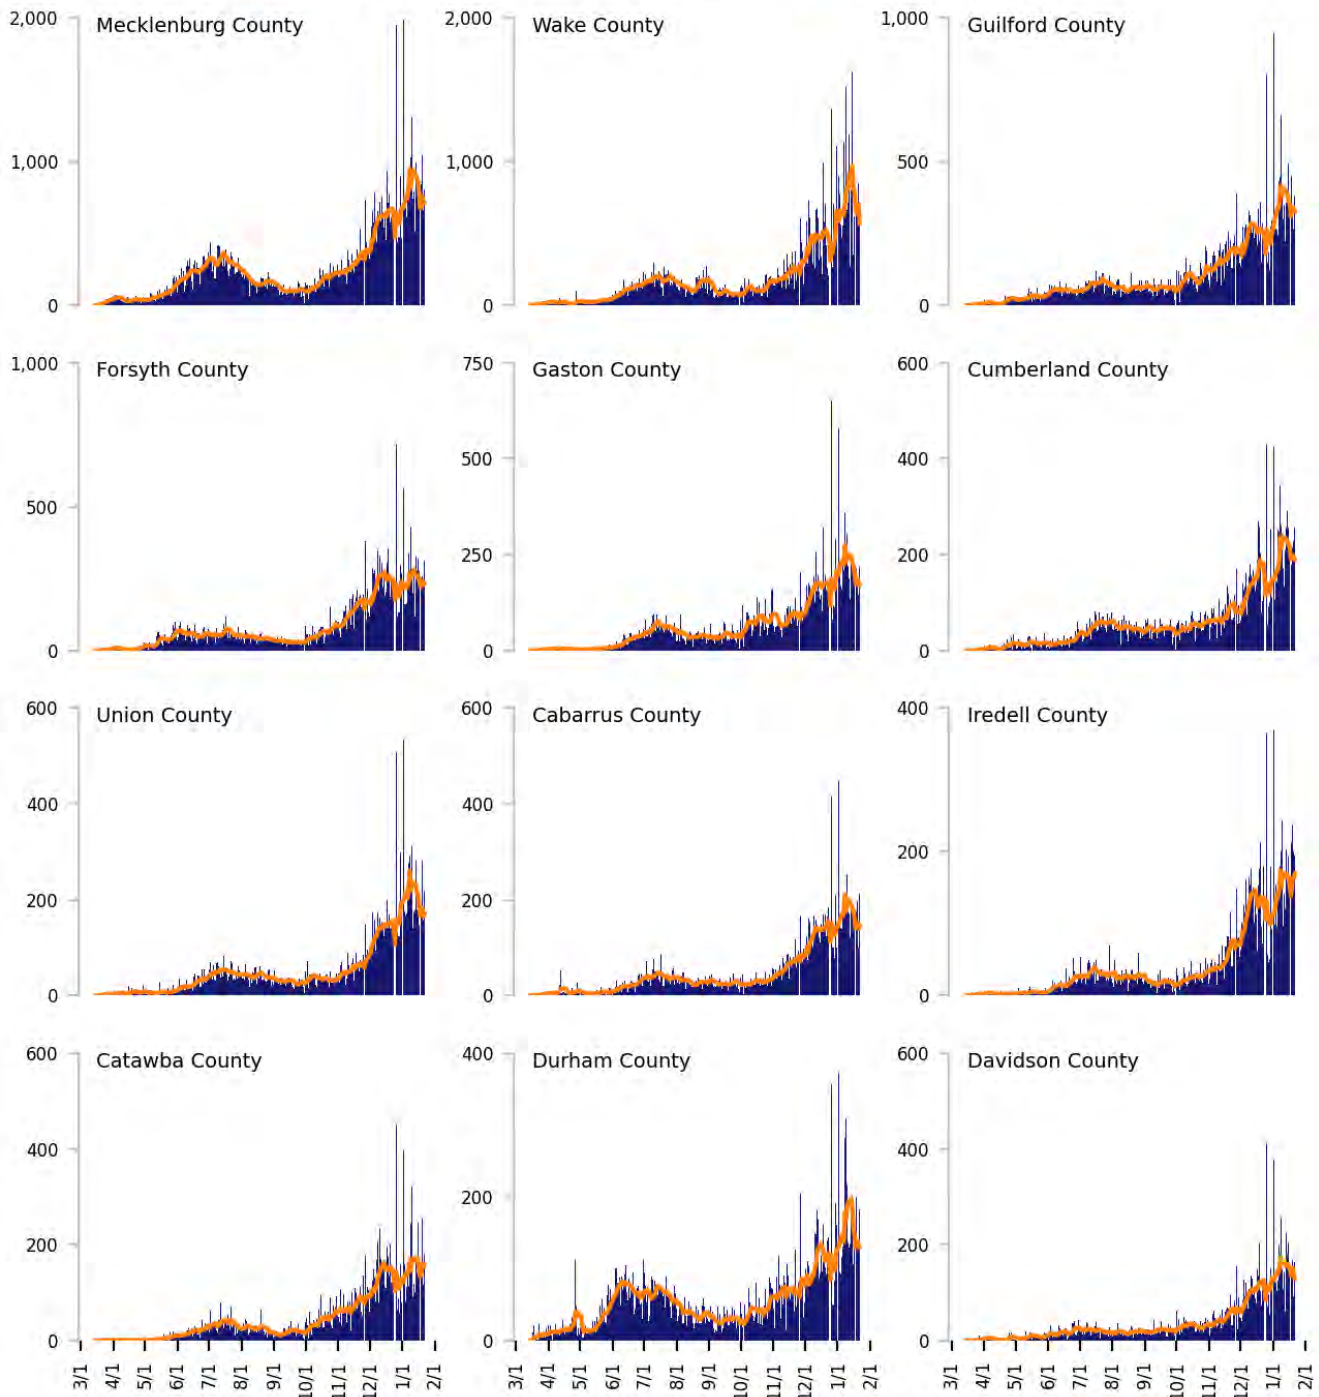 2,000 Mecklenburg County 2,000 Wake County 1,000 Guilford County
1,000 1,000 500
0 0 0
1,000 Forsyth County 750 Gaston County 600 Cumberland County
500 400
500
250 200
0 0 0
600 Union County 600 Cabarrus County 400 Iredell County
400 400
200
200 200
0 0 0
600 Catawba County 400 Durham County 600 Davidson County
400 400
200
200 200
0 0 0
3/1 4/1 5/1 6/1 7/1 8/1 9/1 10/1 11/1 12/1 1/1 2/1 3/1 4/1 5/1 6/1 7/1 8/1 9/1 10/1 11/1 12/1 1/1 2/1 3/1 4/1 5/1 6/1 7/1 8/1 9/1 10/1 11/1 12/1 1/1 2/1